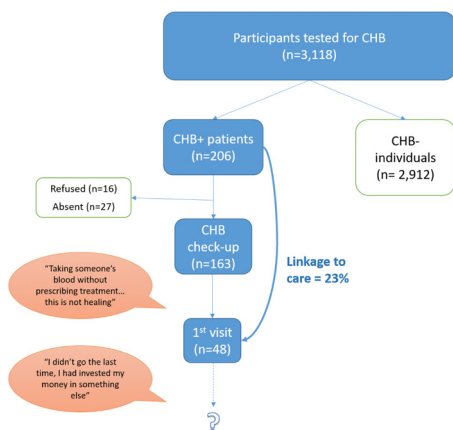 Participants tested for CHB
(n=3,118)
CHB+ patients
(n=206)
CHB-
individuals
(n= 2,912)
Refused (n=16)
Absent (n=27)
CHB
check-up
(n=163)
Linkage to
care = 23%
“Taking someone’s
blood without
prescribing treatment…
this is not healing”
1st visit
(n=48)
“I didn’t go the last
time, I had invested my
money in something
else”
?